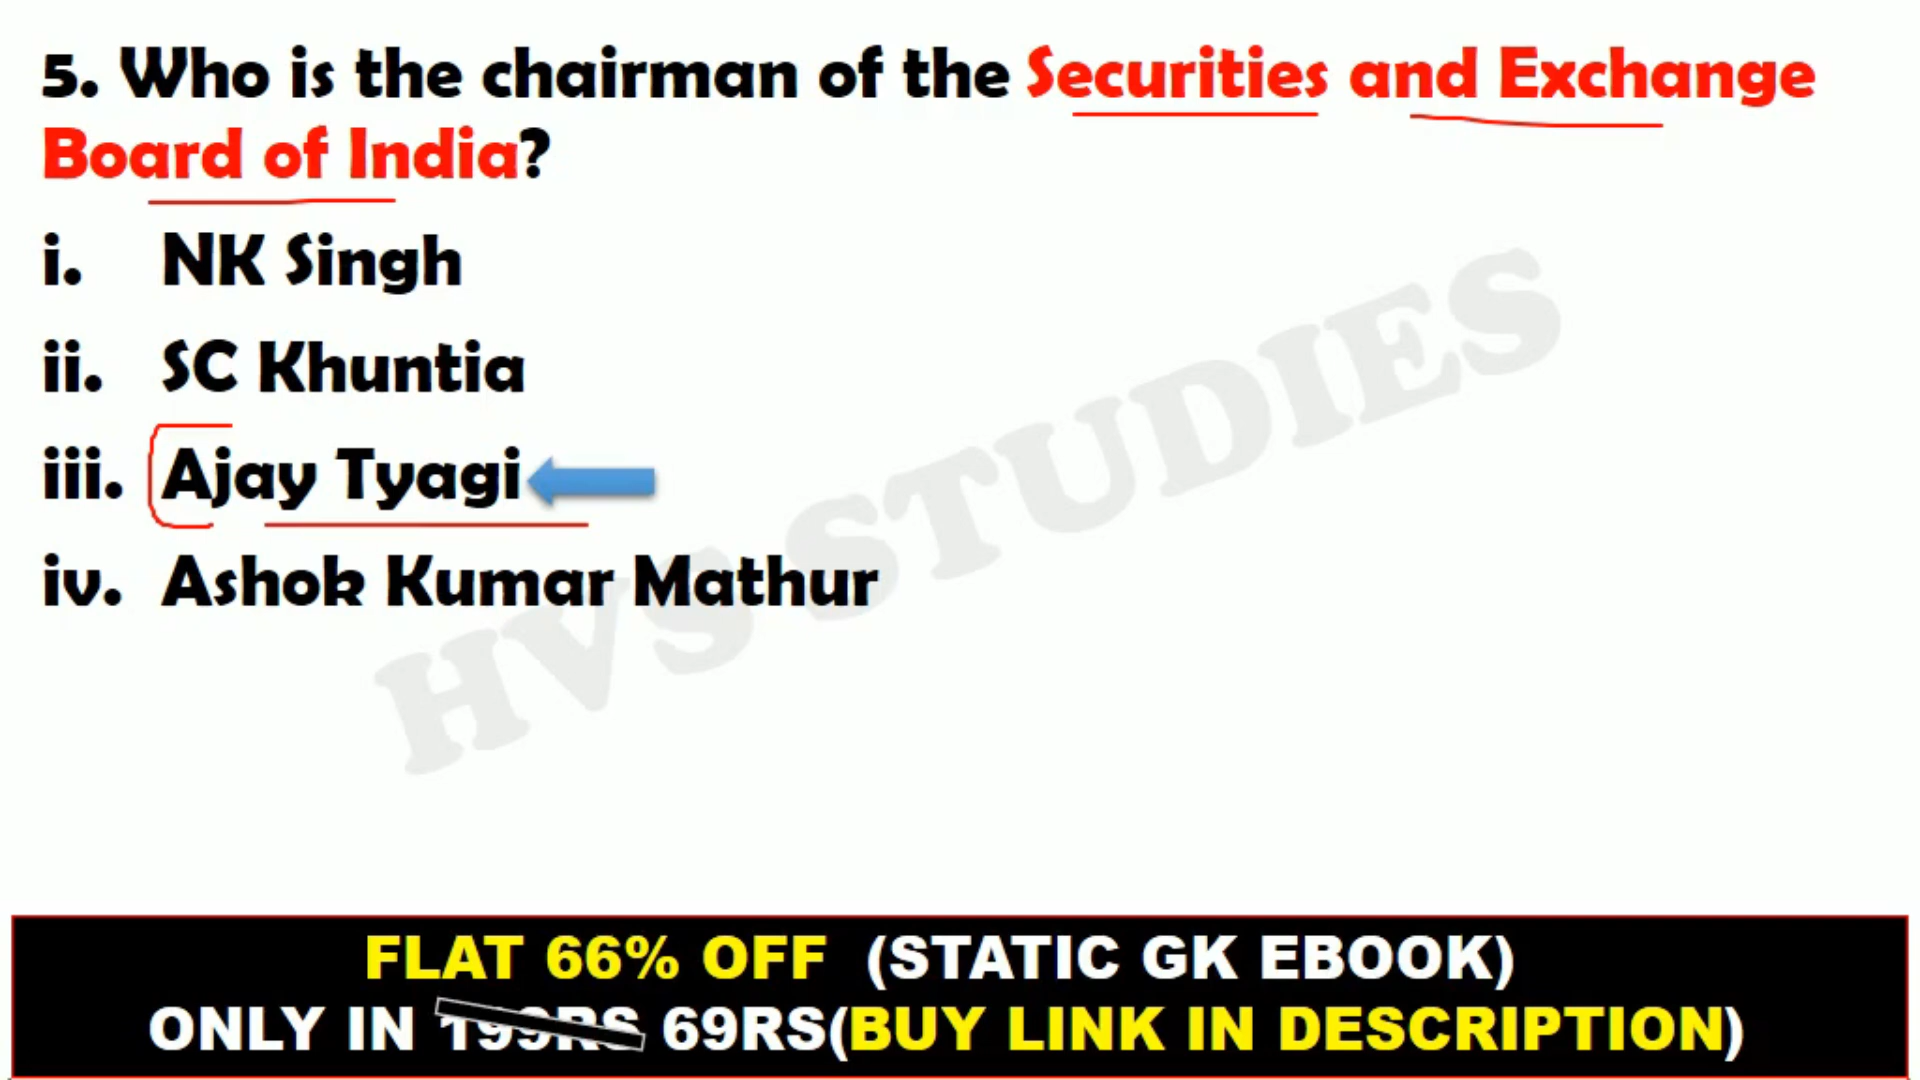 5. Who is the chairman of the Securities and Exchange
Board of India?
i. NK Singh
ii. SC Khuntia
iii. Ajay Tyagi
iv. Ashok Kumar Mathur
HVS STUDIES
FLAT 66% OFF (STATIC GK EBOOK)
ONLY IN 199RS 69RS(BUY LINK IN DESCRIPTION)